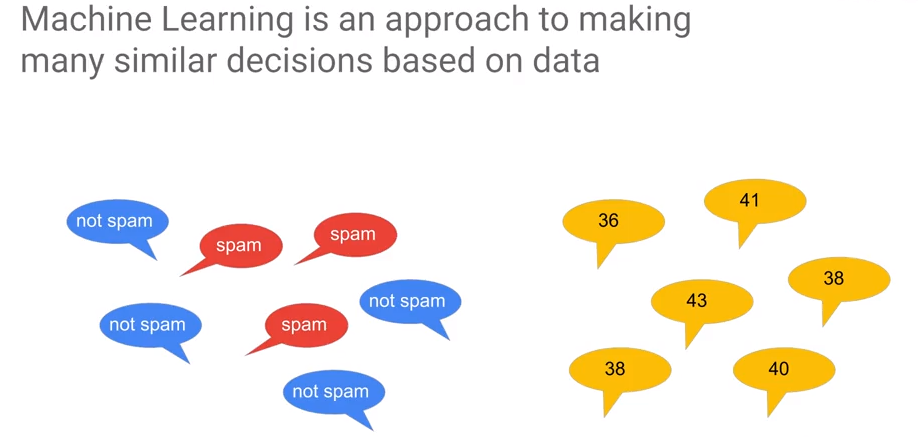 Machine Learning is an approach to making
many similar decisions based on data
not spam
spam
spam
not spam
not spam
spam
not spam
36
41
38
43
38
40